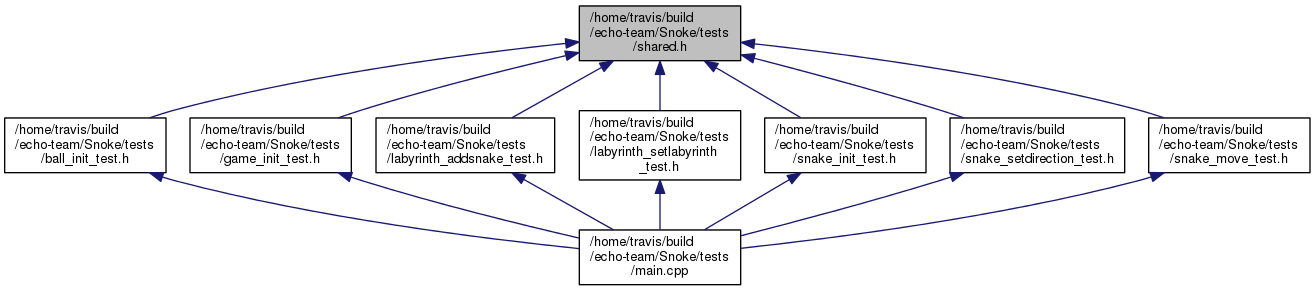 /home/travis/build
/echo-team/Snoke/tests
/shared.h
/home/travis/build
/echo-team/Snoke/tests
/ball_init_test.h
/home/travis/build
/echo-team/Snoke/tests
/game_init_test.h
/home/travis/build
/echo-team/Snoke/tests
/labyrinth_addsnake_test.h
/home/travis/build
/echo-team/Snoke/tests
/labyrinth_setlabyrinth
_test.h
/home/travis/build
/echo-team/Snoke/tests
/snake_init_test.h
/home/travis/build
/echo-team/Snoke/tests
/snake_setdirection_test.h
/home/travis/build
/echo-team/Snoke/tests
/snake_move_test.h
/home/travis/build
/echo-team/Snoke/tests
/main.cpp